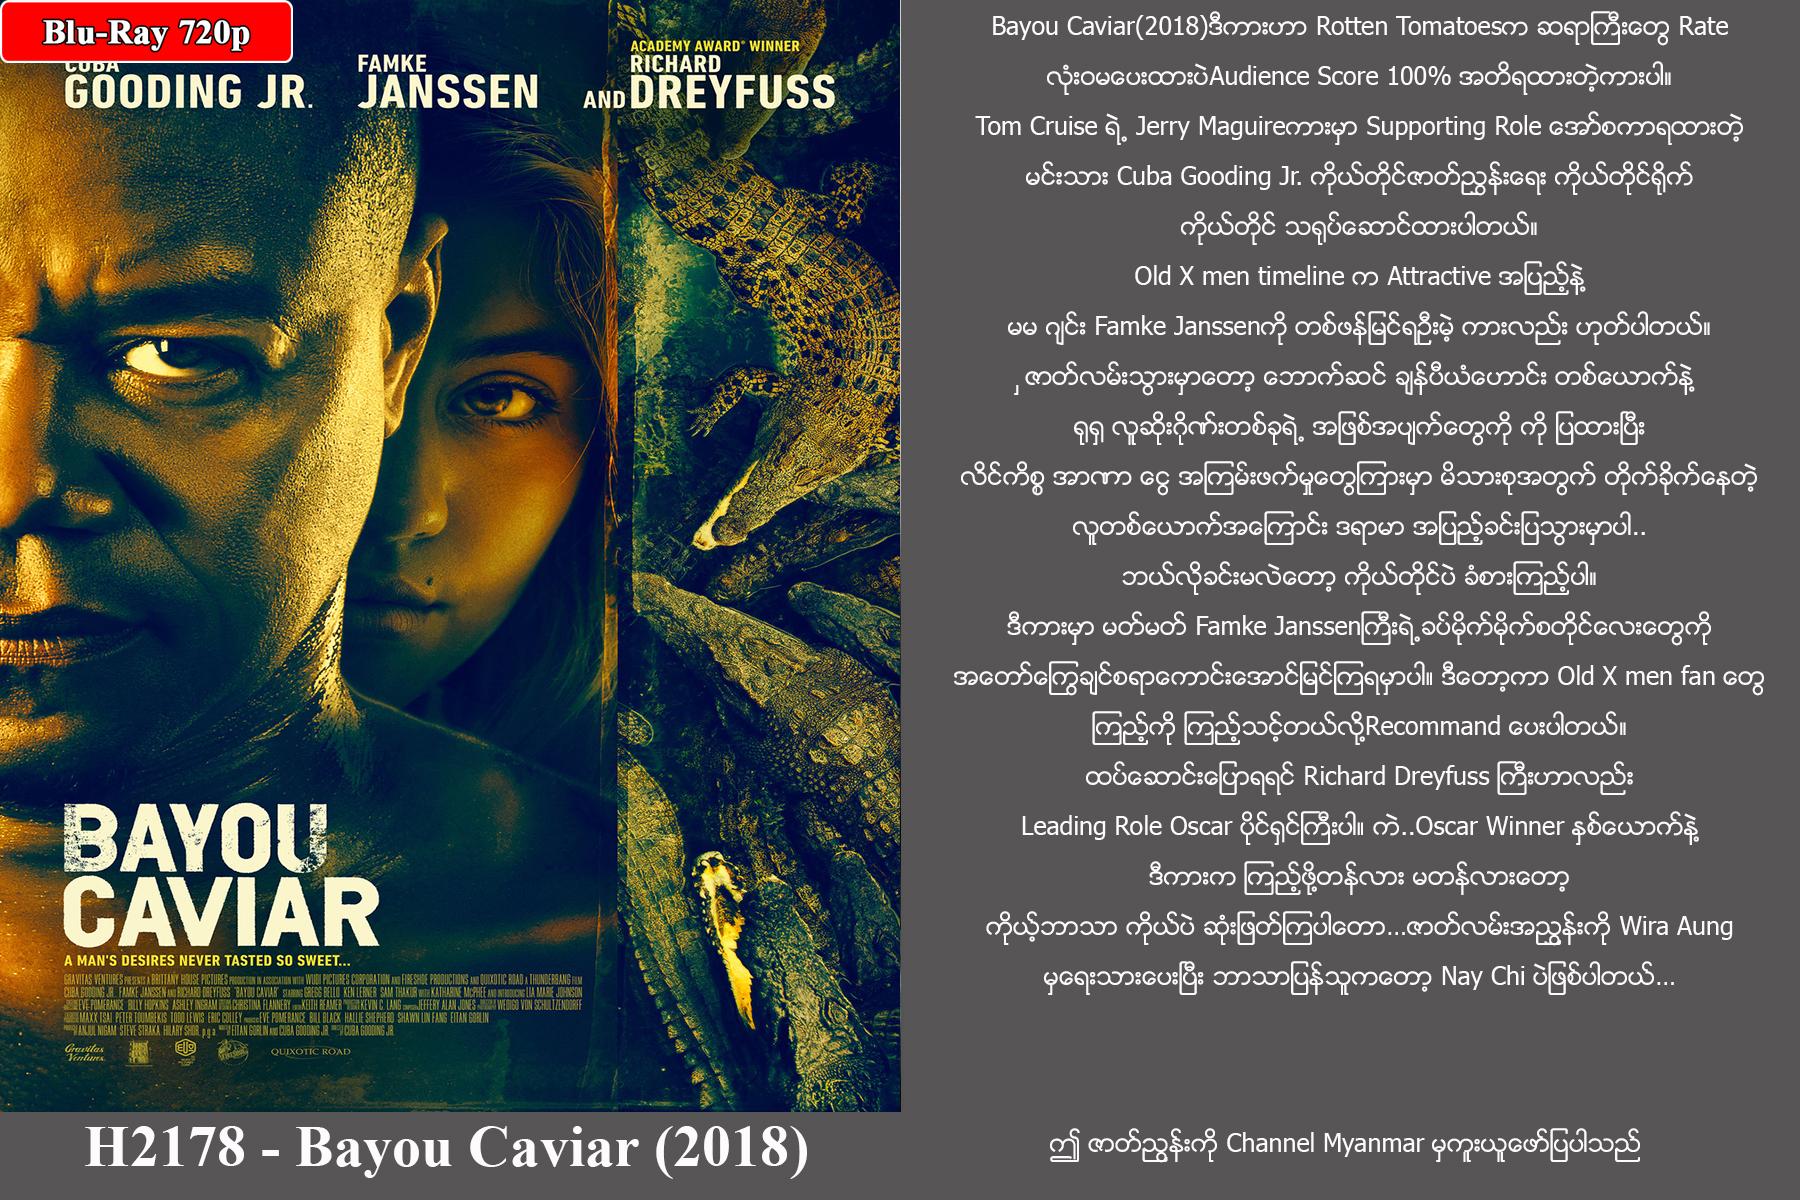 Blu-Ray 720p
CUBA
GOODING JR.
FAMKE
JANSSEN
ACADEMY AWARD® WINNER
RICHARD
AND DREYFUSS
BAYOU
CAVIAR
A MAN'S DESIRES NEVER TASTED SO SWEET...
Gravitas
Ventures
QUIXOTIC ROAD
H2178 - Bayou Caviar (2018)
Bayou Caviar(2018)ဒီကားဟာ Rotten Tomatoesက ဆရာကြီးတွေ Rate
လုံးဝမပေးထားပဲAudience Score 100% အတိရထားတဲ့ကားပါ။
Tom Cruise ရဲ့ Jerry Maguireကားမှာ Supporting Role အော်စကာရထားတဲ့
မင်းသား Cuba Gooding Jr. ကိုယ်တိုင်ဇာတ်ညွှန်းရေး ကိုယ်တိုင်ရိုက်
ကိုယ်တိုင် သရုပ်ဆောင်ထားပါတယ်။
Old X men timeline က Attractive အပြည့်နဲ့
မမ ဂျင်း Famke Janssenကို တစ်ဖန်မြင်ရဦးမဲ့ ကားလည်း ဟုတ်ပါတယ်။
ှဇာတ်လမ်းသွားမှာတော့ ဘောက်ဆင် ချန်ပီယံဟောင်း တစ်ယောက်နဲ့
ရုရှ လူဆိုးဂိုဏ်းတစ်ခုရဲ့ အဖြစ်အပျက်တွေကို ကို ပြထားပြီး
လိင်ကိစ္စ အာဏာ ငွေ အကြမ်းဖက်မှုတွေကြားမှာ မိသားစုအတွက် တိုက်ခိုက်နေတဲ့
လူတစ်ယောက်အကြောင်း ဒရာမာ အပြည့်ခင်းပြသွားမှာပါ..
ဘယ်လိုခင်းမလဲတော့ ကိုယ်တိုင်ပဲ ခံစားကြည့်ပါ။
ဒီကားမှာ မတ်မတ် Famke Janssenကြီးရဲ့ခပ်မိုက်မိုက်စတိုင်လေးတွေကို
အတော်ကြွေချင်စရာကောင်းအောင်မြင်ကြရမှာပါ။ ဒီတော့ကာ Old X men fan တွေ
ကြည့်ကို ကြည့်သင့်တယ်လို့Recommand ပေးပါတယ်။
ထပ်ဆောင်းပြောရရင် Richard Dreyfuss ကြီးဟာလည်း
Leading Role Oscar ပိုင်ရှင်ကြီးပါ။ ကဲ..Oscar Winner နှစ်ယောက်နဲ့
ဒီကားက ကြည့်ဖို့တန်လား မတန်လားတော့
ကိုယ့်ဘာသာ ကိုယ်ပဲ ဆုံးဖြတ်ကြပါတော...ဇာတ်လမ်းအညွှန်းကို Wira Aung
မှရေးသားပေးပြီး ဘာသာပြန်သူကတော့ Nay Chi ပဲဖြစ်ပါတယ်...
ဤ ဇာတ်ညွှန်းကို Channel Myanmar မှကူးယူဖော်ပြပါသည်